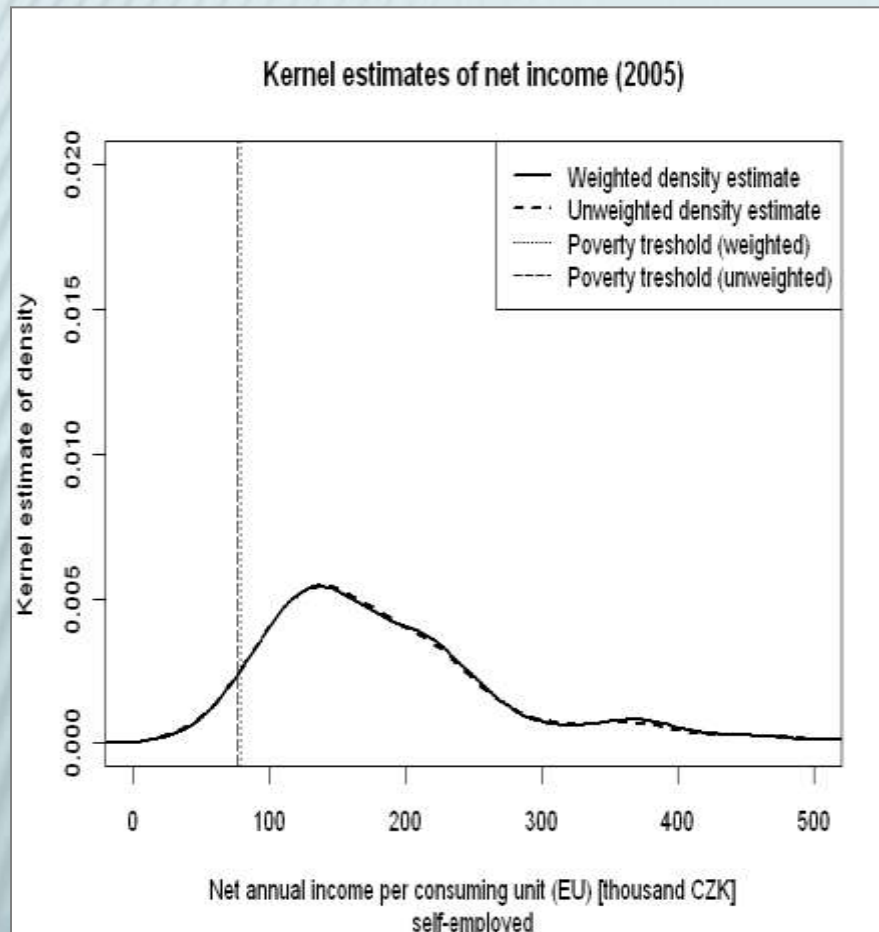 Kernel estimates of net income (2005)
Weighted density estimate
Unweighted density estimate
Poverty treshold (weighted)
Poverty treshold (unweighted)
Kernel estimate of density
0.020
0.015
0.010
0.005
0.000
0 100 200 300 400 500
Net annual income per consuming unit (EU) [thousand CZK]
self-employed